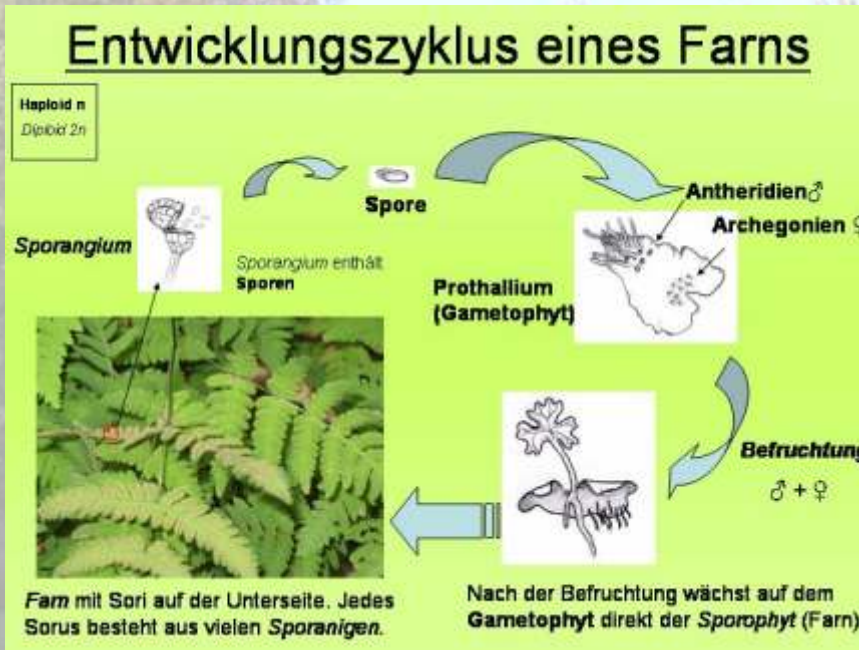 Entwicklungszyklus eines Farns
Haploid n
Diploid 2n
Spore
Antheridien♂
Archegonien ♀
Sporangium
Sporangium enthält
Sporen
Prothallium
(Gametophyt)
Befruchtung
♂ + ♀
Farn mit Sori auf der Unterseite. Jedes
Sorus besteht aus vielen Sporanigen.
Nach der Befruchtung wächst auf dem
Gametophyt direkt der Sporophyt (Farn)